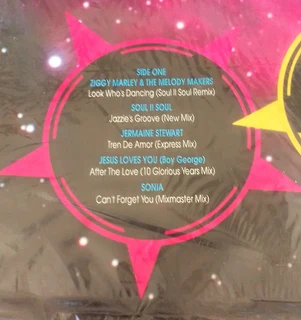 SIDE ONE
ZIGGY MARLEY & THE MELODY MAKERS
Look Who's Dancing (Soul II Soul Remix)
SOUL II SOUL
Jazzie's Groove (New Mix)
JERMAINE STEWART
Tren De Amor (Express Mix)
JESUS LOVES YOU (Boy George)
After The Love (10 Glorious Years Mix)
SONIA
Can't Forget You (Mixmaster Mix)